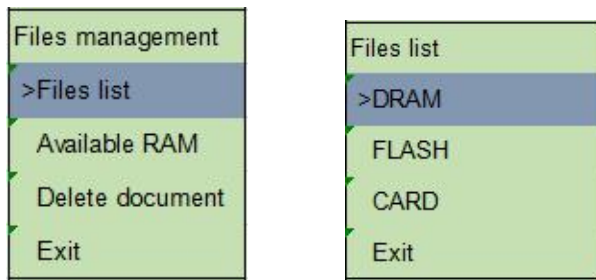 Files management
>Files list
Available RAM
Delete document
Exit
Files list
>DRAM
FLASH
CARD
Exit